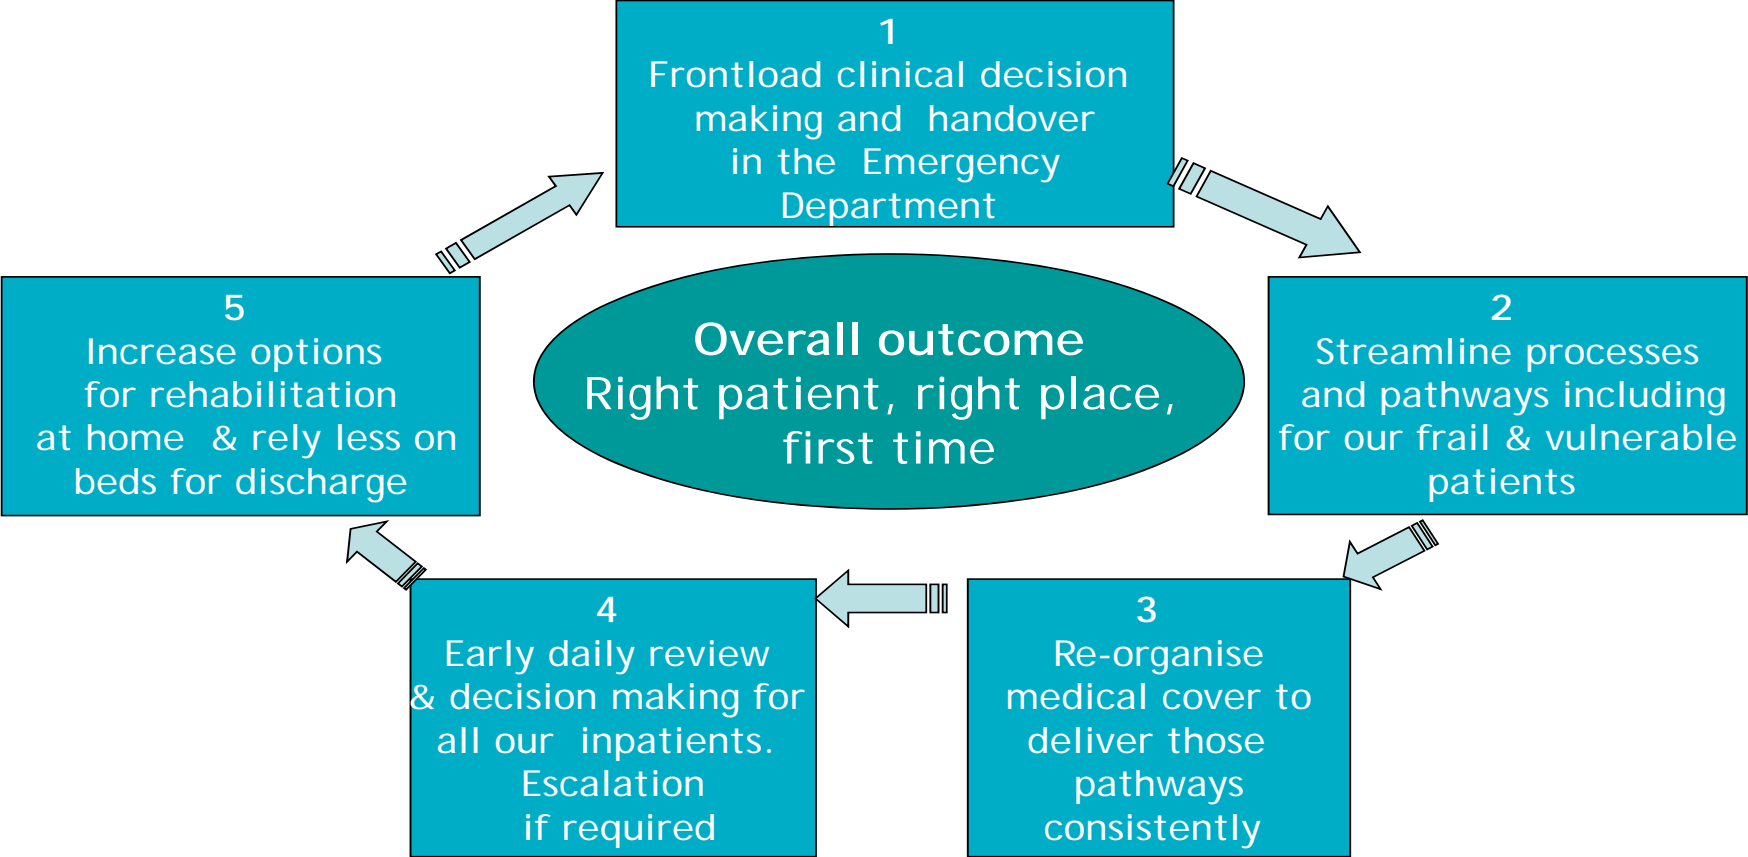 1
Frontload clinical decision
making and handover
in the Emergency
Department
Overall outcome
Right patient, right place,
first time
2
Streamline processes
and pathways including
for our frail & vulnerable
patients
3
Re-organise
medical cover to
deliver those
pathways
consistently
4
Early daily review
& decision making for
all our inpatients.
Escalation
if required
5
Increase options
for rehabilitation
at home & rely less on
beds for discharge